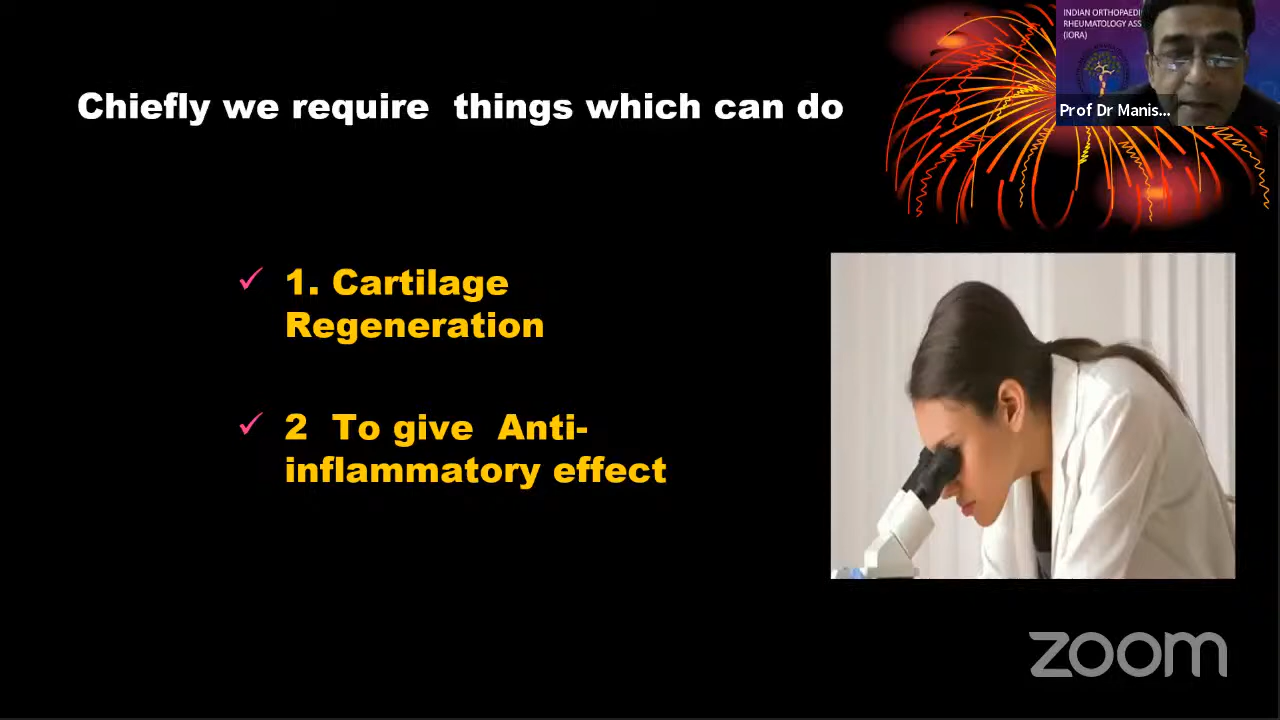 INDIAN ORTHOPAEDI
RHEUMATOLOGY ASS
(IORA)
Prof Dr Manis...
Chiefly we require  things which can do
✓ 1. Cartilage
Regeneration
✓ 2  To give  Anti-
inflammatory effect
zoom